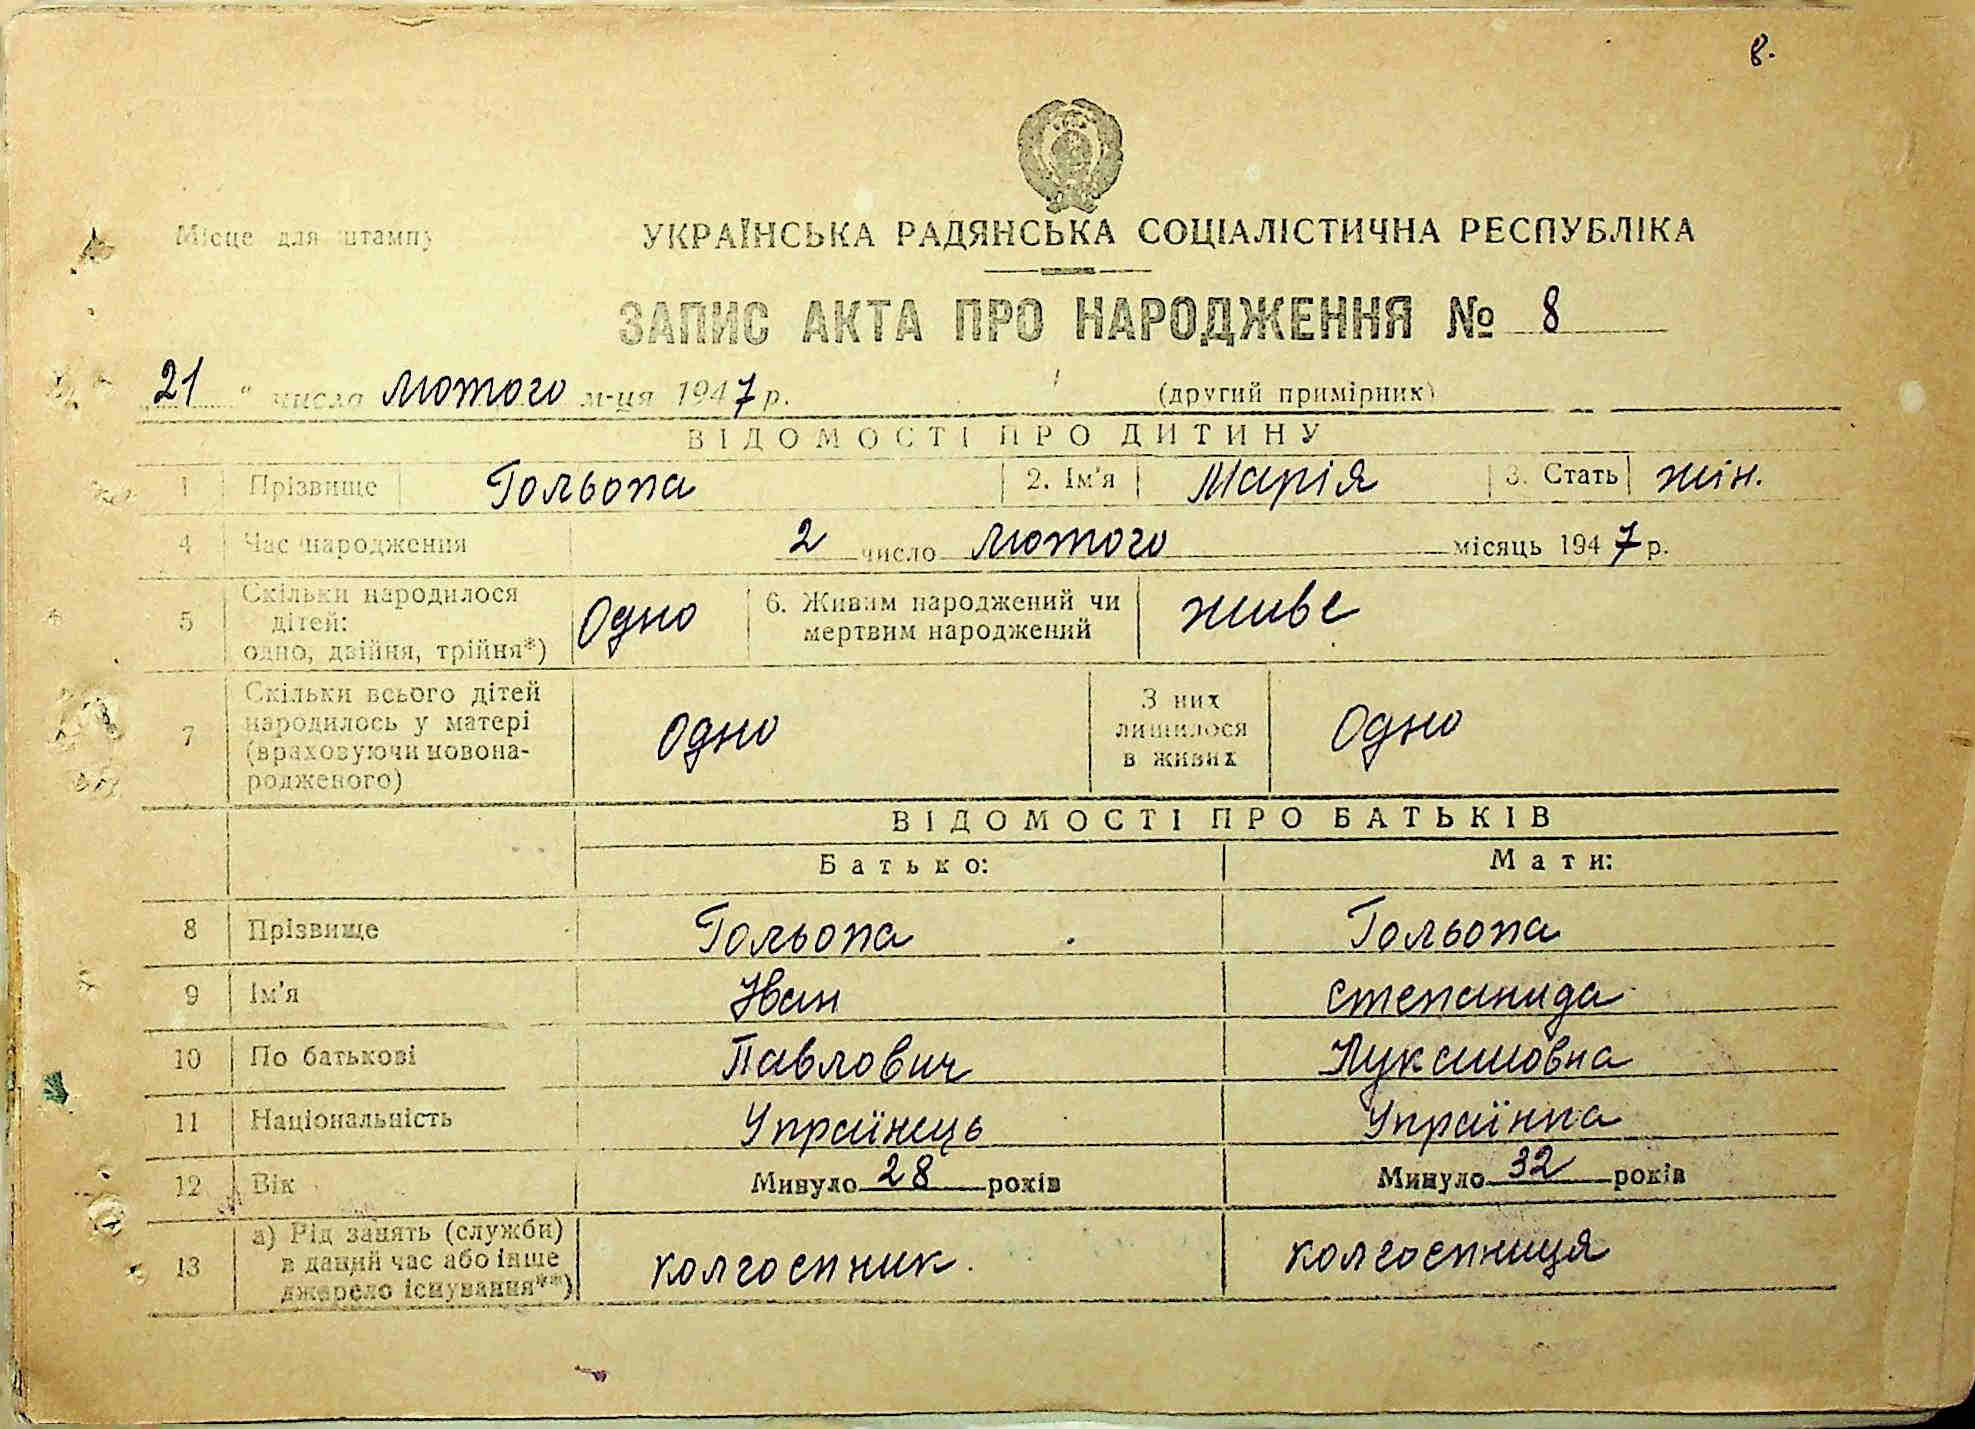 8.
Місце для штампу
УКРАЇНСЬКА РАДЯНСЬКА СОЦІАЛІСТИЧНА РЕСПУБЛІКА
ЗАПИС АКТА ПРО НАРОДЖЕННЯ № 8
21 " число лютого м-ця 1947 р. (другий примірник)
ВІДОМОСТІ ПРО ДИТИНУ
1 Прізвище Гольопа 2. Ім'я Марія 3. Стать жін.
4 Час народження 2 число лютого місяць 1947 р.
5 Скільки народилося дітей: одно, двійня, трійня*) Одно 6. Живим народжений чи мертвим народжений живе
7 Скільки всього дітей народилось у матері (враховуючи новона-родженого) Одно З них лишилося в живих Одно
ВІДОМОСТІ ПРО БАТЬКІВ
Батько: Мати:
8 Прізвище Гольопа Гольопа
9 Ім'я Іван степанида
10 По батькові Павлович Лукашовна
11 Національність Українець Українка
12 Вік Минуло 28 років Минуло 32 років
13 а) Рід занять (служби) в даний час або інше джерело існування**) колгоспник. колгоспниця